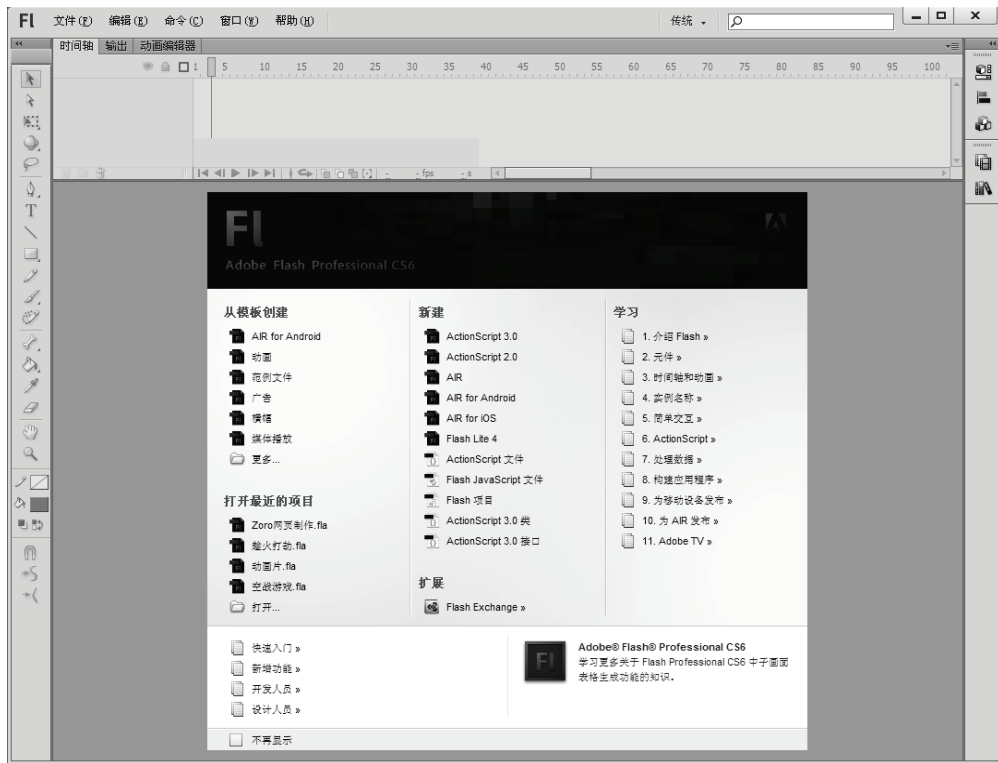 Fl 文件(F) 编辑(E) 命令(C) 窗口(W) 帮助(H) 传统
时间轴 输出 动画编辑器
1 5 10 15 20 25 30 35 40 45 50 55 60 65 70 75 80 85 90 95 100
fps s
T
Fl
Adobe Flash Professional CS6
从模板创建
AIR for Android
动画
范例文件
广告
横幅
媒体播放
更多...
打开最近的项目
Zoro网页制作.fla
趁火打劫.fla
动画片.fla
空战游戏.fla
打开...
新建
ActionScript 3.0
ActionScript 2.0
AIR
AIR for Android
AIR for iOS
Flash Lite 4
ActionScript 文件
Flash JavaScript 文件
Flash 项目
ActionScript 3.0 类
ActionScript 3.0 接口
扩展
Flash Exchange »
学习
1. 介绍 Flash »
2. 元件 »
3. 时间轴和动画 »
4. 实例名称 »
5. 简单交互 »
6. ActionScript »
7. 处理数据 »
8. 构建应用程序 »
9. 为移动设备发布 »
10. 为 AIR 发布 »
11. Adobe TV »
快速入门 »
新增功能 »
开发人员 »
设计人员 »
Fl
Adobe® Flash® Professional CS6
学习更多关于 Flash Professional CS6 中子画面
表格生成功能的知识。
不再显示